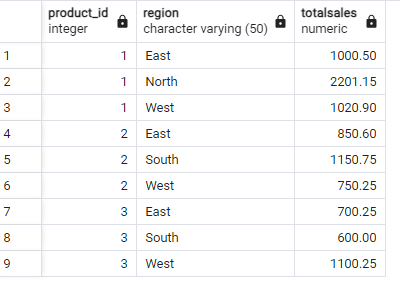 product_id region totalsales
integer character varying (50) numeric
1 1 East 1000.50
2 1 North 2201.15
3 1 West 1020.90
4 2 East 850.60
5 2 South 1150.75
6 2 West 750.25
7 3 East 700.25
8 3 South 600.00
9 3 West 1100.25